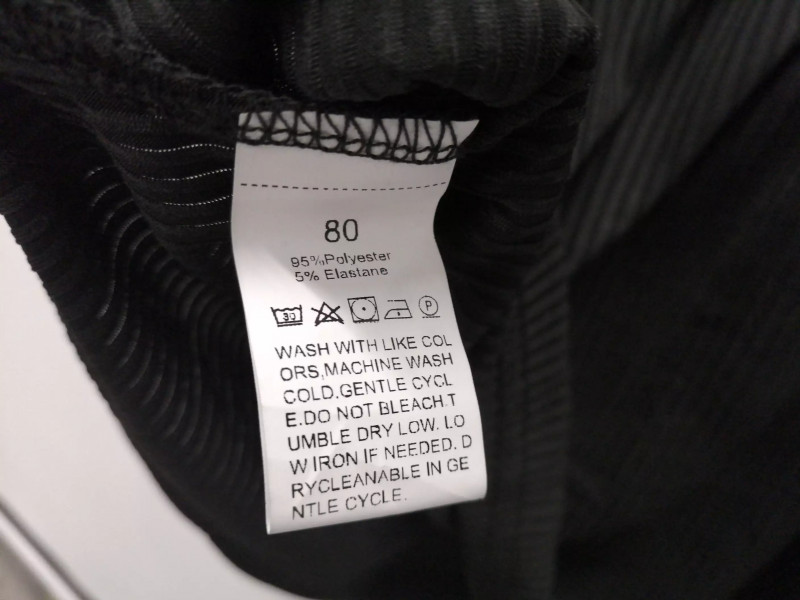 80
95%Polyester
5% Elastane
30 P
WASH WITH LIKE COL
ORS,MACHINE WASH
COLD.GENTLE CYCL
E.DO NOT BLEACH.T
UMBLE DRY LOW. LO
W IRON IF NEEDED. D
RYCLEANABLE IN GE
NTLE CYCLE.